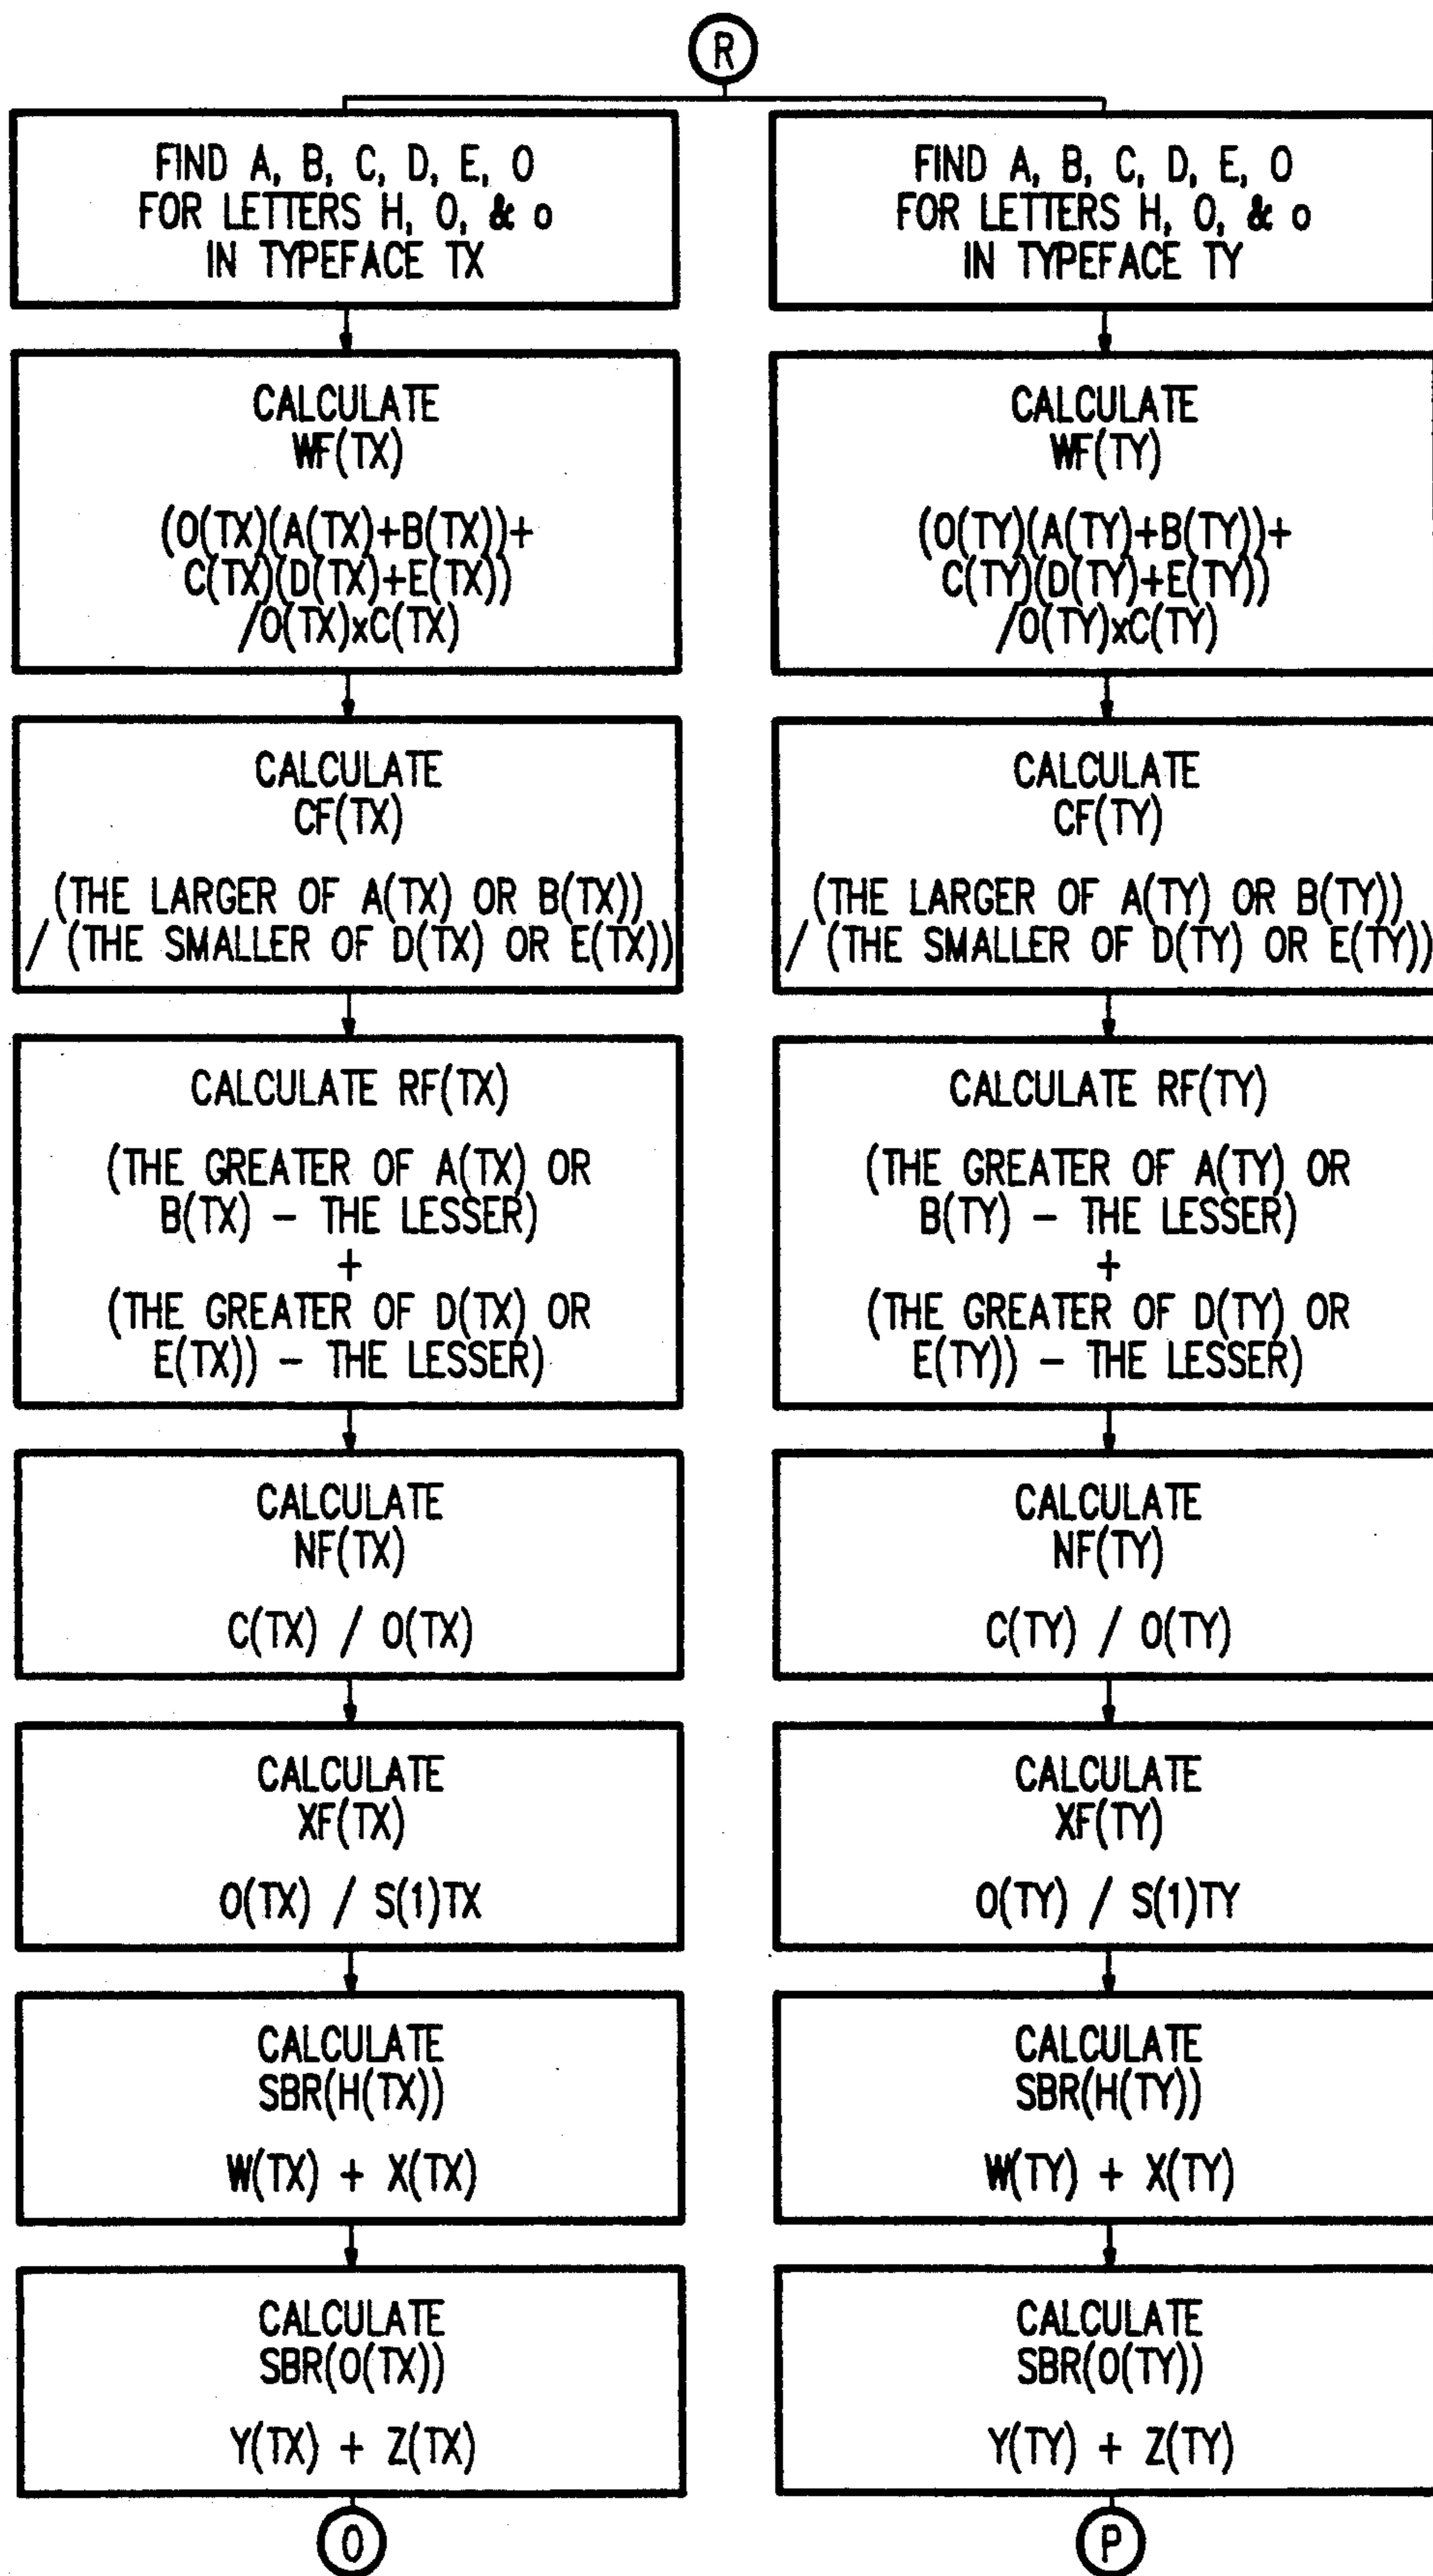 R
FIND A, B, C, D, E, O
FOR LETTERS H, O, & o
IN TYPEFACE TX
CALCULATE
WF(TX)
(O(TX)(A(TX)+B(TX))+
C(TX)(D(TX)+E(TX))
/O(TX)xC(TX)
CALCULATE
CF(TX)
(THE LARGER OF A(TX) OR B(TX))
/ (THE SMALLER OF D(TX) OR E(TX))
CALCULATE RF(TX)
(THE GREATER OF A(TX) OR
B(TX) - THE LESSER)
+
(THE GREATER OF D(TX) OR
E(TX)) - THE LESSER)
CALCULATE
NF(TX)
C(TX) / O(TX)
CALCULATE
XF(TX)
O(TX) / S(1)TX
CALCULATE
SBR(H(TX))
W(TX) + X(TX)
CALCULATE
SBR(O(TX))
Y(TX) + Z(TX)
O
FIND A, B, C, D, E, O
FOR LETTERS H, O, & o
IN TYPEFACE TY
CALCULATE
WF(TY)
(O(TY)(A(TY)+B(TY))+
C(TY)(D(TY)+E(TY))
/O(TY)xC(TY)
CALCULATE
CF(TY)
(THE LARGER OF A(TY) OR B(TY))
/ (THE SMALLER OF D(TY) OR E(TY))
CALCULATE RF(TY)
(THE GREATER OF A(TY) OR
B(TY) - THE LESSER)
+
(THE GREATER OF D(TY) OR
E(TY)) - THE LESSER)
CALCULATE
NF(TY)
C(TY) / O(TY)
CALCULATE
XF(TY)
O(TY) / S(1)TY
CALCULATE
SBR(H(TY))
W(TY) + X(TY)
CALCULATE
SBR(O(TY))
Y(TY) + Z(TY)
P